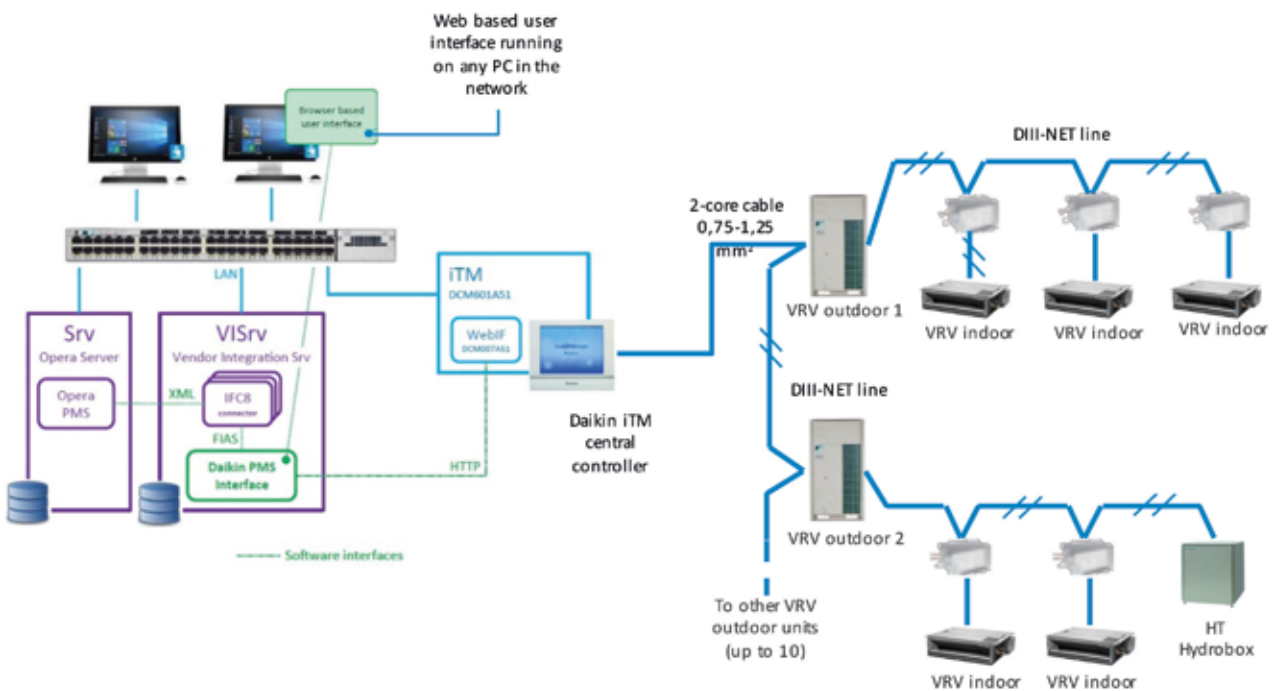 Web based user
interface running
on any PC in the
network
Browser based
user interface
LAN
Srv
Opera Server
Opera
PMS
XML
VISrv
Vendor Integration Srv
IFC8
connector
FIAS
Daikin PMS
Interface
HTTP
Software interfaces
iTM
DCM601A51
WebIF
DCM007A51
Daikin iTM
central
controller
2-core cable
0,75-1,25
mm²
DIII-NET line
VRV outdoor 1
VRV indoor
VRV indoor
VRV indoor
DIII-NET line
VRV outdoor 2
To other VRV
outdoor units
(up to 10)
VRV indoor
VRV indoor
HT
Hydrobox